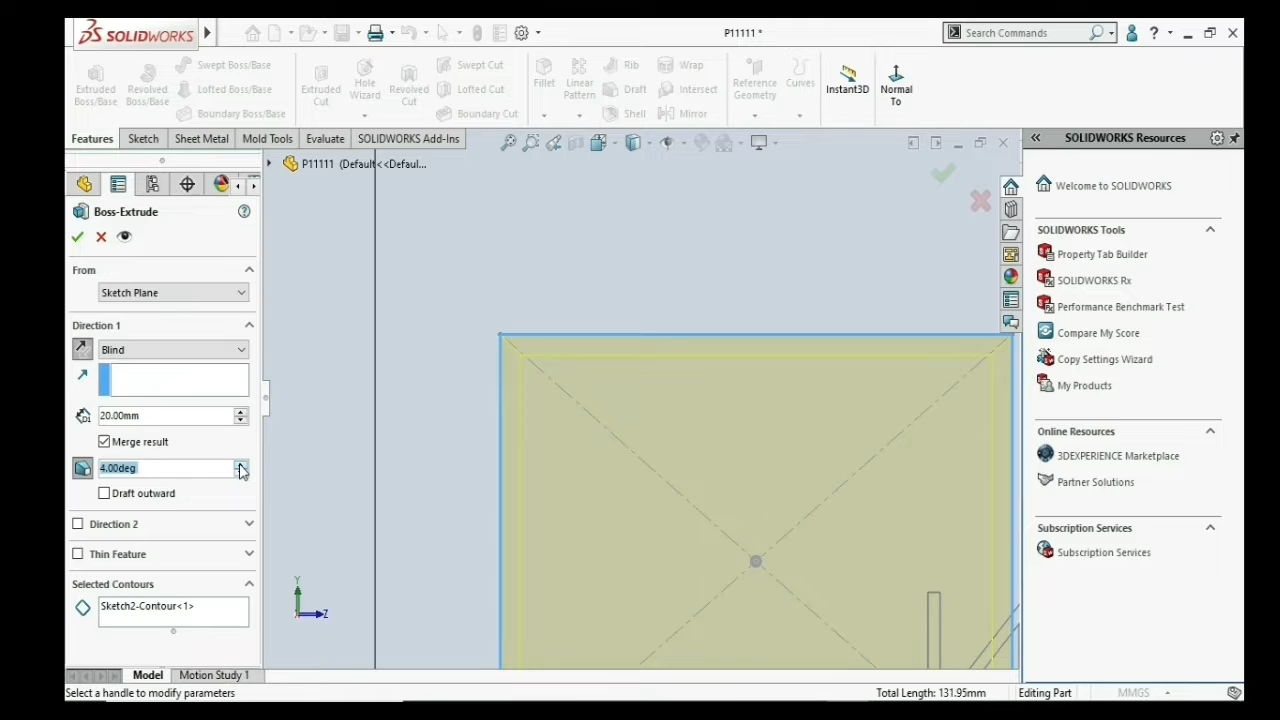 SOLIDWORKS
P11111 *
Search Commands
?
Extruded Boss/Base
Revolved Boss/Base
Swept Boss/Base
Lofted Boss/Base
Boundary Boss/Base
Extruded Cut
Hole Wizard
Revolved Cut
Swept Cut
Lofted Cut
Boundary Cut
Fillet
Linear Pattern
Rib
Draft
Shell
Wrap
Intersect
Mirror
Reference Geometry
Curves
Instant3D
Normal To
Features
Sketch
Sheet Metal
Mold Tools
Evaluate
SOLIDWORKS Add-Ins
P11111 (Default<<Defaul...
Boss-Extrude
From
Sketch Plane
Direction 1
Blind
D1
20.00mm
Merge result
4.00deg
Draft outward
Direction 2
Thin Feature
Selected Contours
Sketch2-Contour<1>
Y
Z
SOLIDWORKS Resources
Welcome to SOLIDWORKS
SOLIDWORKS Tools
Property Tab Builder
SOLIDWORKS Rx
Performance Benchmark Test
Compare My Score
Copy Settings Wizard
My Products
Online Resources
3DEXPERIENCE Marketplace
Partner Solutions
Subscription Services
Subscription Services
Model
Motion Study 1
Select a handle to modify parameters
Total Length: 131.95mm
Editing Part
MMGS